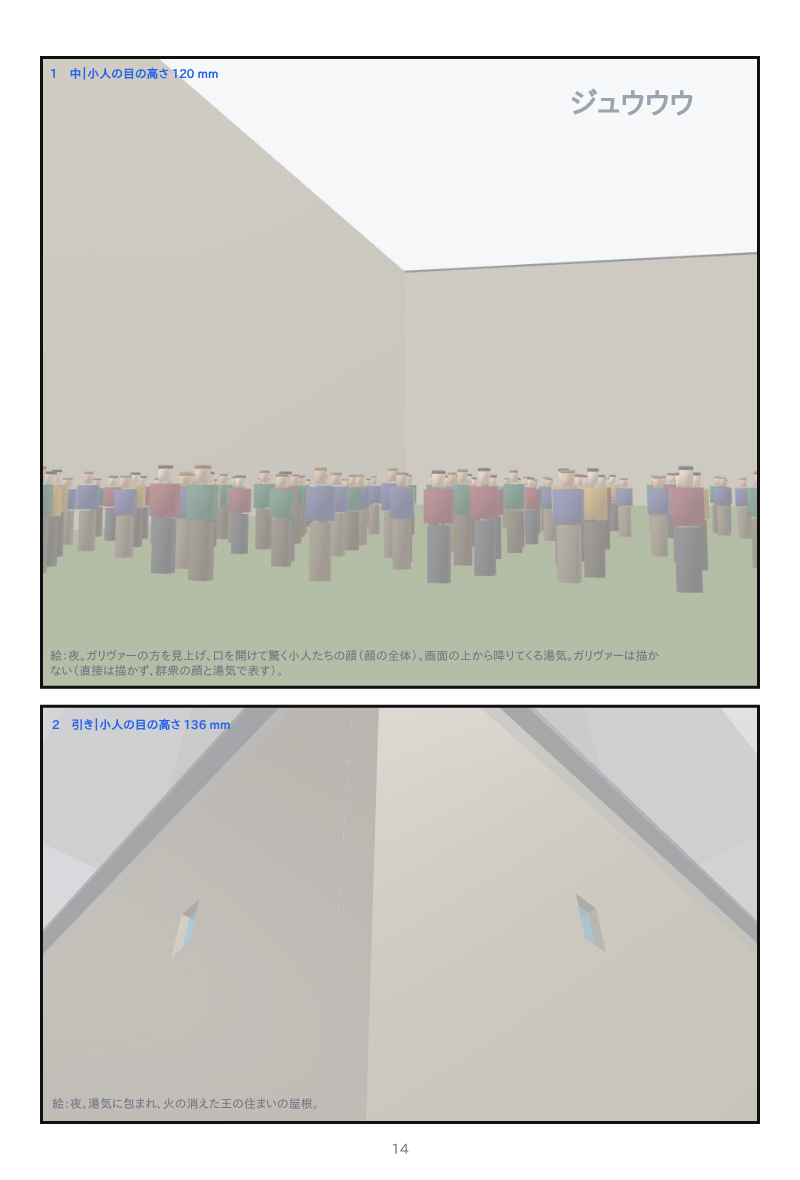 1 中|小人の目の高さ 120 mm
ジュウウウ
絵:夜。ガリヴァーの方を見上げ、口を開けて驚く小人たちの顔(顔の全体)。画面の上から降りてくる湯気。ガリヴァーは描か
ない(直接は描かず、群衆の顔と湯気で表す)。
2 引き|小人の目の高さ 136 mm
絵:夜。湯気に包まれ、火の消えた王の住まいの屋根。
14